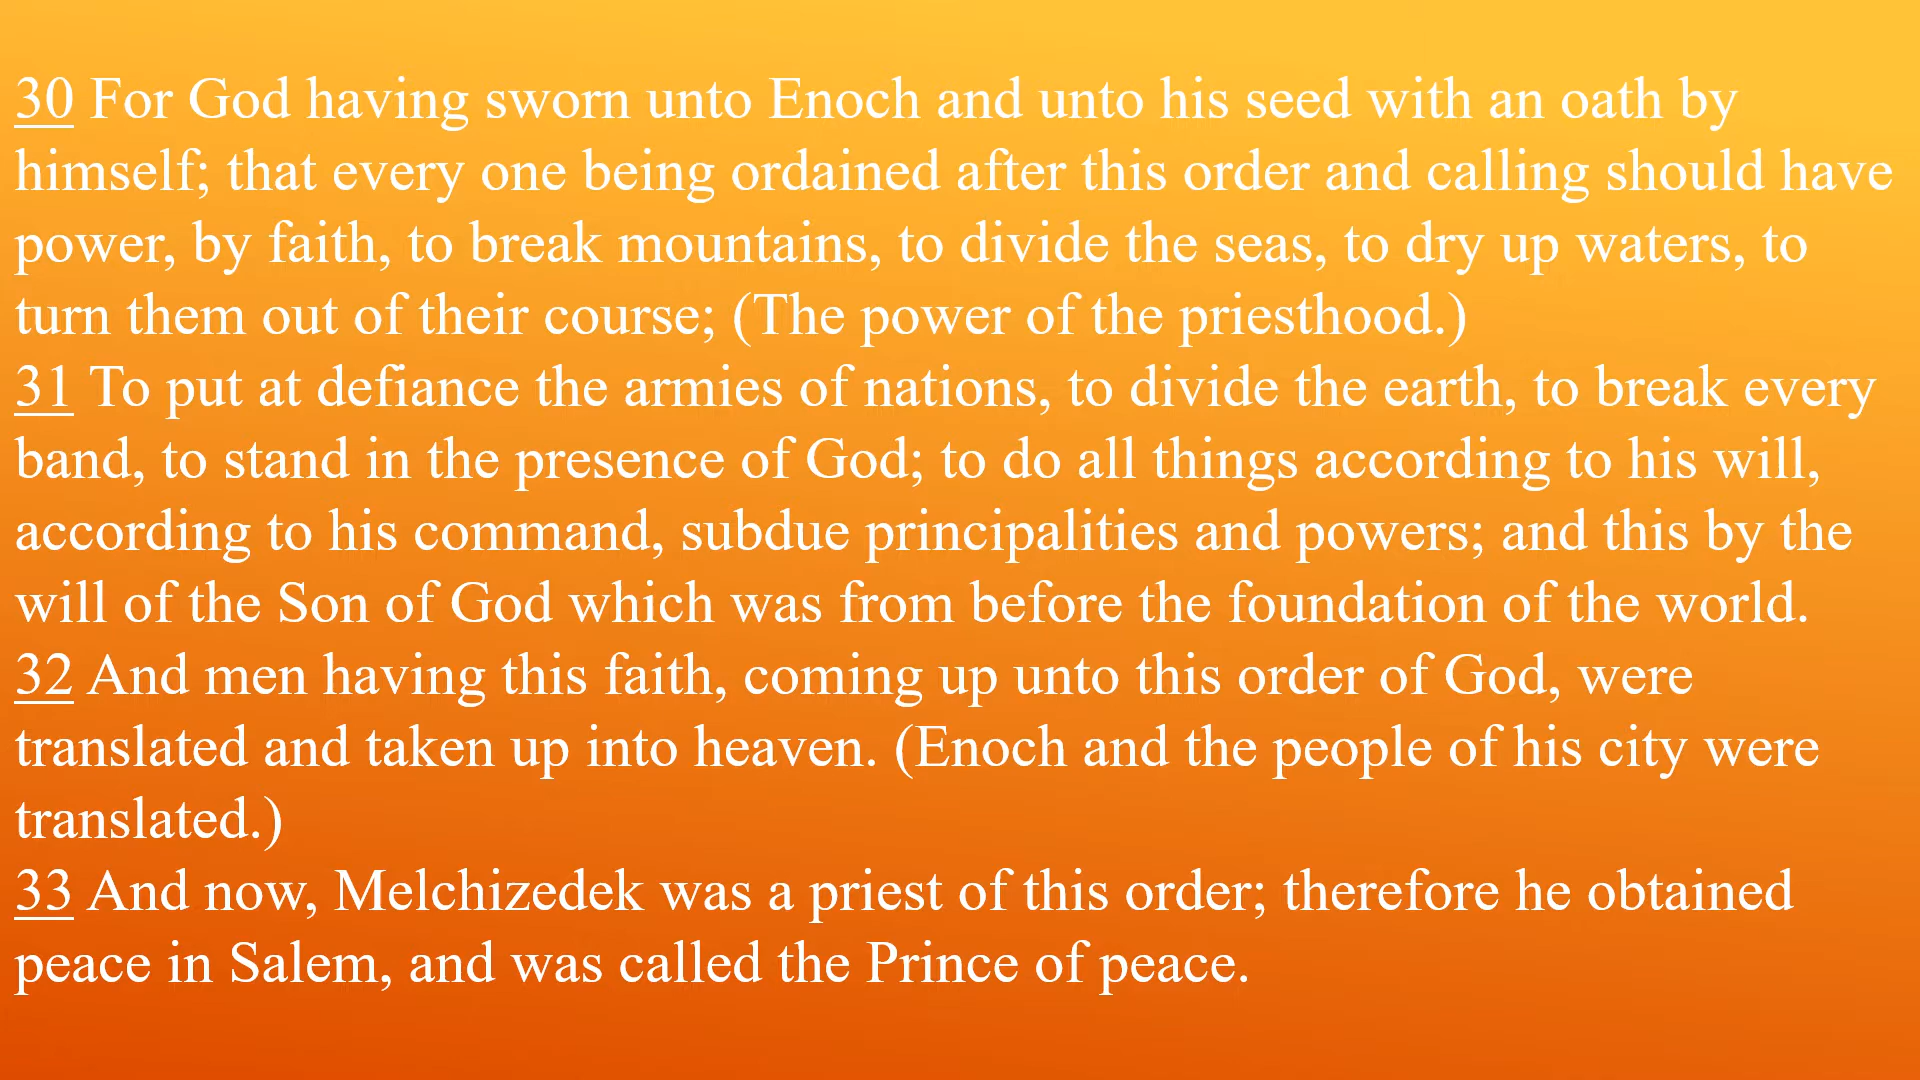 30 For God having sworn unto Enoch and unto his seed with an oath by
himself; that every one being ordained after this order and calling should have
power, by faith, to break mountains, to divide the seas, to dry up waters, to
turn them out of their course; (The power of the priesthood.)
31 To put at defiance the armies of nations, to divide the earth, to break every
band, to stand in the presence of God; to do all things according to his will,
according to his command, subdue principalities and powers; and this by the
will of the Son of God which was from before the foundation of the world.
32 And men having this faith, coming up unto this order of God, were
translated and taken up into heaven. (Enoch and the people of his city were
translated.)
33 And now, Melchizedek was a priest of this order; therefore he obtained
peace in Salem, and was called the Prince of peace.